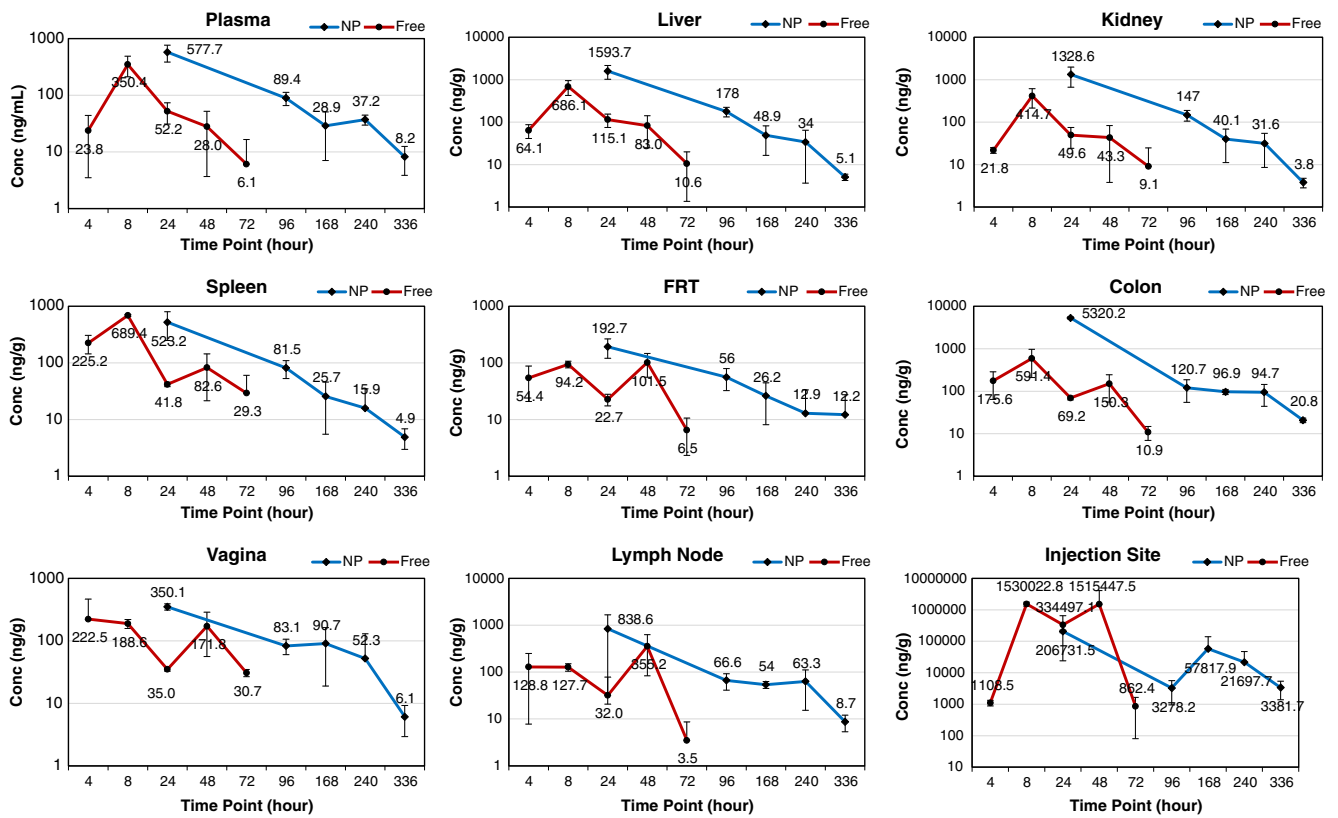 Plasma
NP Free
Conc (ng/mL)
1000
100
10
1
577.7
350.4
89.4
23.8
52.2
28.0
28.9
37.2
6.1
8.2
4 8 24 48 72 96 168 240 336
Time Point (hour)
Liver
NP Free
Conc (ng/g)
10000
1000
100
10
1
1593.7
686.1
178
64.1
115.1
83.0
48.9
34
10.6
5.1
4 8 24 48 72 96 168 240 336
Time Point (hour)
Kidney
NP Free
Conc (ng/g)
10000
1000
100
10
1
1328.6
414.7
147
21.8
49.6
43.3
40.1
31.6
9.1
3.8
4 8 24 48 72 96 168 240 336
Time Point (hour)
Spleen
NP Free
Conc (ng/g)
1000
100
10
1
689.4
523.2
225.2
81.5
41.8
82.6
25.7
15.9
29.3
4.9
4 8 24 48 72 96 168 240 336
Time Point (hour)
FRT
NP Free
Conc (ng/g)
1000
100
10
1
192.7
94.2
101.5
56
54.4
22.7
26.2
12.9
12.2
6.5
4 8 24 48 72 96 168 240 336
Time Point (hour)
Colon
NP Free
Conc (ng/g)
10000
1000
100
10
1
5320.2
591.4
120.7
96.9
94.7
175.6
69.2
150.3
20.8
10.9
4 8 24 48 72 96 168 240 336
Time Point (hour)
Vagina
NP Free
Conc (ng/g)
1000
100
10
1
350.1
222.5
188.6
171.8
83.1
90.7
52.3
35.0
30.7
6.1
4 8 24 48 72 96 168 240 336
Time Point (hour)
Lymph Node
NP Free
Conc (ng/g)
10000
1000
100
10
1
838.6
128.8
127.7
355.2
66.6
54
63.3
32.0
8.7
3.5
4 8 24 48 72 96 168 240 336
Time Point (hour)
Injection Site
NP Free
Conc (ng/g)
10000000
1000000
100000
10000
1000
100
10
1530022.8
1515447.5
334497.1
206731.5
1108.5
862.4
3278.2
57817.9
21697.7
3381.7
4 8 24 48 72 96 168 240 336
Time Point (hour)